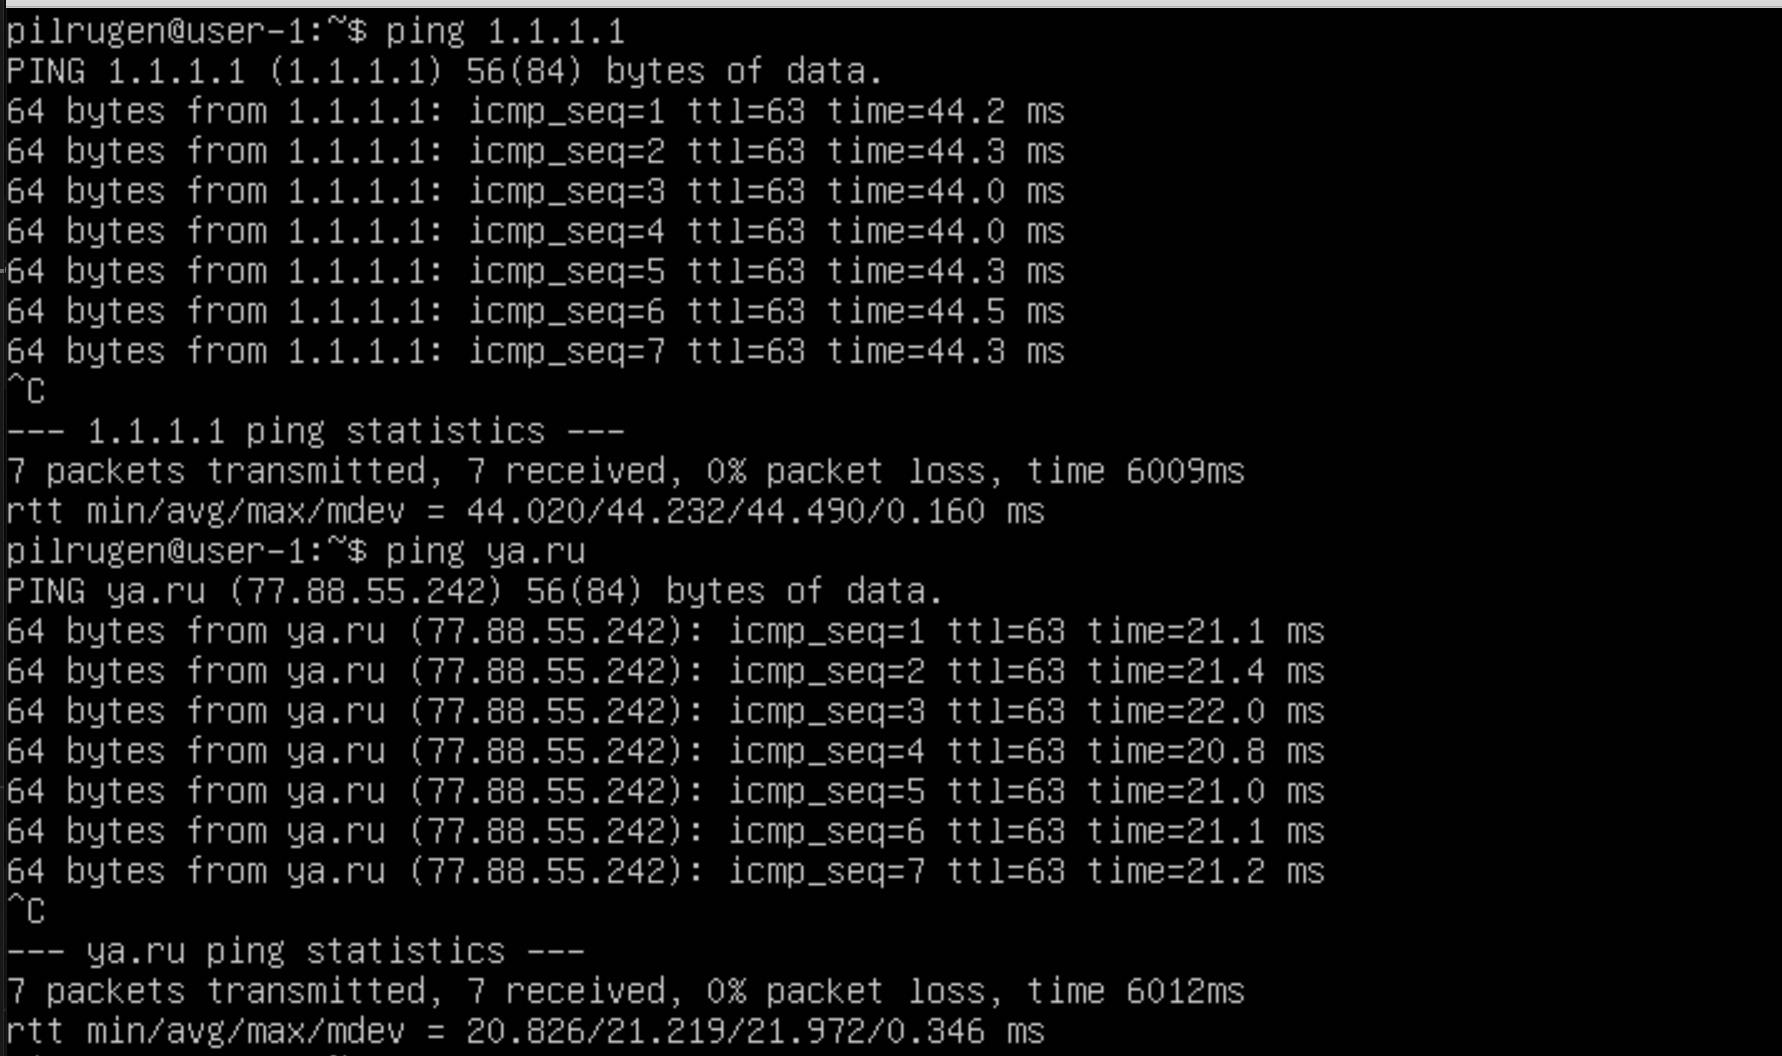 pilrugen@user-1:~$ ping 1.1.1.1
PING 1.1.1.1 (1.1.1.1) 56(84) bytes of data.
64 bytes from 1.1.1.1: icmp_seq=1 ttl=63 time=44.2 ms
64 bytes from 1.1.1.1: icmp_seq=2 ttl=63 time=44.3 ms
64 bytes from 1.1.1.1: icmp_seq=3 ttl=63 time=44.0 ms
64 bytes from 1.1.1.1: icmp_seq=4 ttl=63 time=44.0 ms
64 bytes from 1.1.1.1: icmp_seq=5 ttl=63 time=44.3 ms
64 bytes from 1.1.1.1: icmp_seq=6 ttl=63 time=44.5 ms
64 bytes from 1.1.1.1: icmp_seq=7 ttl=63 time=44.3 ms
^C
--- 1.1.1.1 ping statistics ---
7 packets transmitted, 7 received, 0% packet loss, time 6009ms
rtt min/avg/max/mdev = 44.020/44.232/44.490/0.160 ms
pilrugen@user-1:~$ ping ya.ru
PING ya.ru (77.88.55.242) 56(84) bytes of data.
64 bytes from ya.ru (77.88.55.242): icmp_seq=1 ttl=63 time=21.1 ms
64 bytes from ya.ru (77.88.55.242): icmp_seq=2 ttl=63 time=21.4 ms
64 bytes from ya.ru (77.88.55.242): icmp_seq=3 ttl=63 time=22.0 ms
64 bytes from ya.ru (77.88.55.242): icmp_seq=4 ttl=63 time=20.8 ms
64 bytes from ya.ru (77.88.55.242): icmp_seq=5 ttl=63 time=21.0 ms
64 bytes from ya.ru (77.88.55.242): icmp_seq=6 ttl=63 time=21.1 ms
64 bytes from ya.ru (77.88.55.242): icmp_seq=7 ttl=63 time=21.2 ms
^C
--- ya.ru ping statistics ---
7 packets transmitted, 7 received, 0% packet loss, time 6012ms
rtt min/avg/max/mdev = 20.826/21.219/21.972/0.346 ms